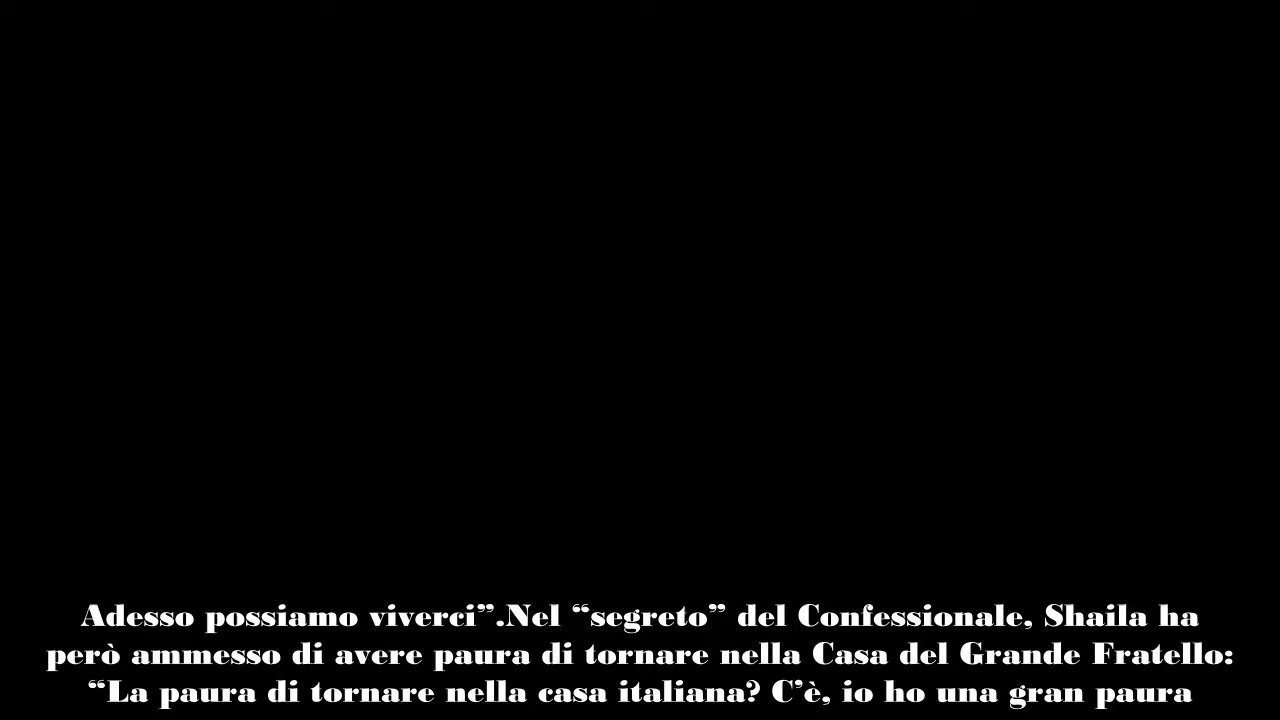 Adesso possiamo viverci”.Nel “segreto” del Confessionale, Shaila ha
però ammesso di avere paura di tornare nella Casa del Grande Fratello:
“La paura di tornare nella casa italiana? C’è, io ho una gran paura